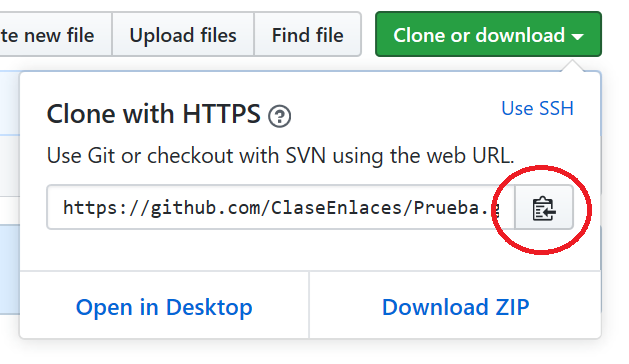 te new file Upload files Find file Clone or download
Clone with HTTPS ? Use SSH
Use Git or checkout with SVN using the web URL.
https://github.com/ClaseEnlaces/Prueba.g
Open in Desktop Download ZIP